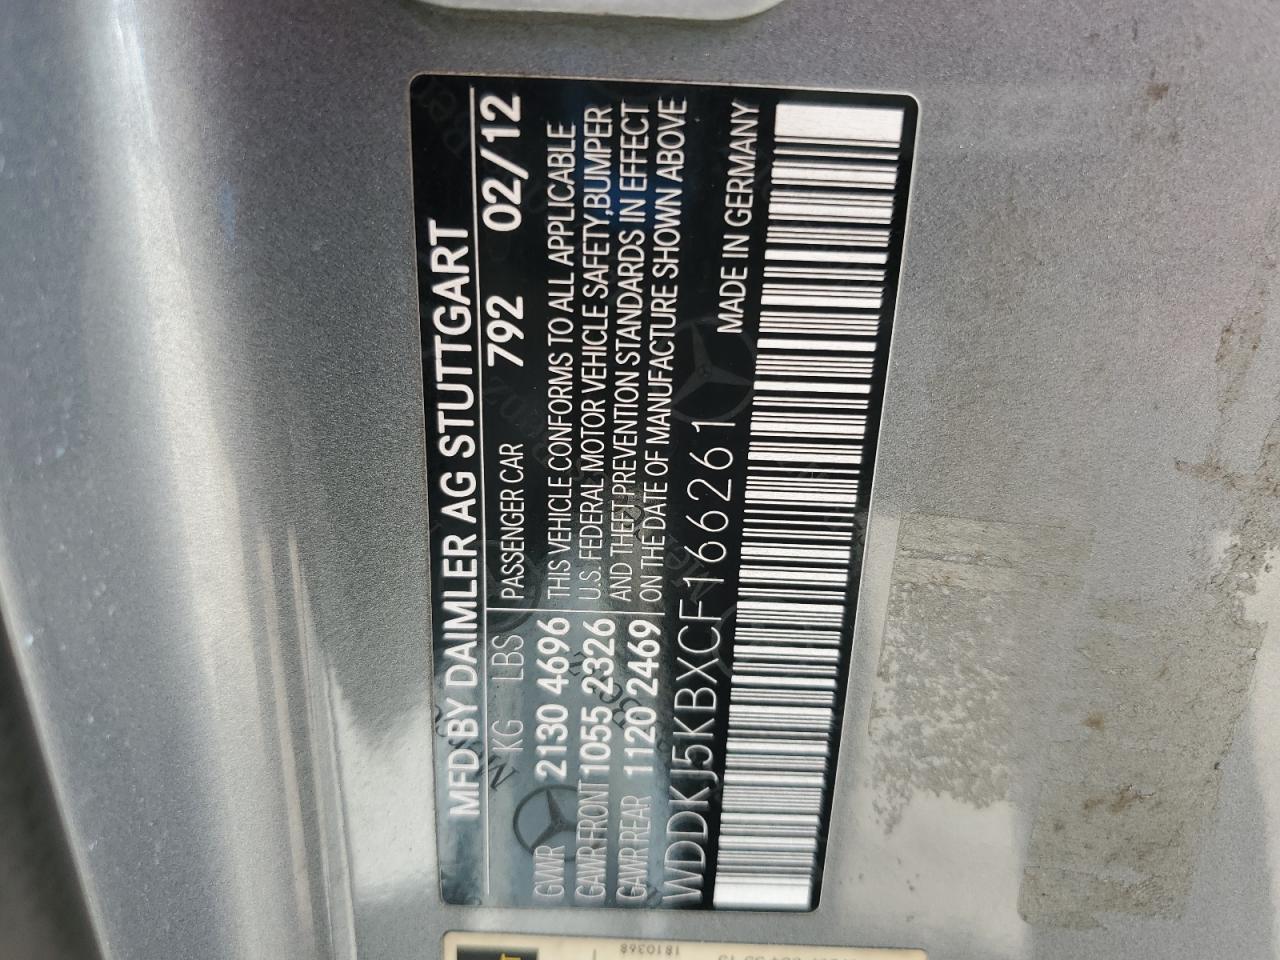 MFD BY DAIMLER AG STUTTGART
KG LBS PASSENGER CAR 792 02/12
GVWR 2130 4696
GAWR FRONT 1055 2326
GAWR REAR 1120 2469
THIS VEHICLE CONFORMS TO ALL APPLICABLE
U.S. FEDERAL MOTOR VEHICLE SAFETY,BUMPER
AND THEFT PREVENTION STANDARDS IN EFFECT
ON THE DATE OF MANUFACTURE SHOWN ABOVE
WDDKJ5KBXCF166261
MADE IN GERMANY
1810368